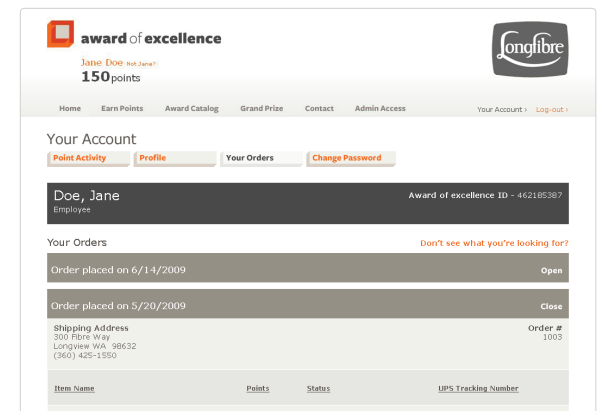 award of excellence
Longfibre
Jane Doe Not Jane?
150 points
Home Earn Points Award Catalog Grand Prize Contact Admin Access Your Account > Log-out >
Your Account
Point Activity Profile Your Orders Change Password
Doe, Jane
Employee
Award of excellence ID - 462185387
Your Orders Don't see what you're looking for?
Order placed on 6/14/2009 Open
Order placed on 5/20/2009 Close
Shipping Address Order #
300 Fibre Way 1003
Longview WA 98632
(360) 425-1550
Item Name Points Status UPS Tracking Number